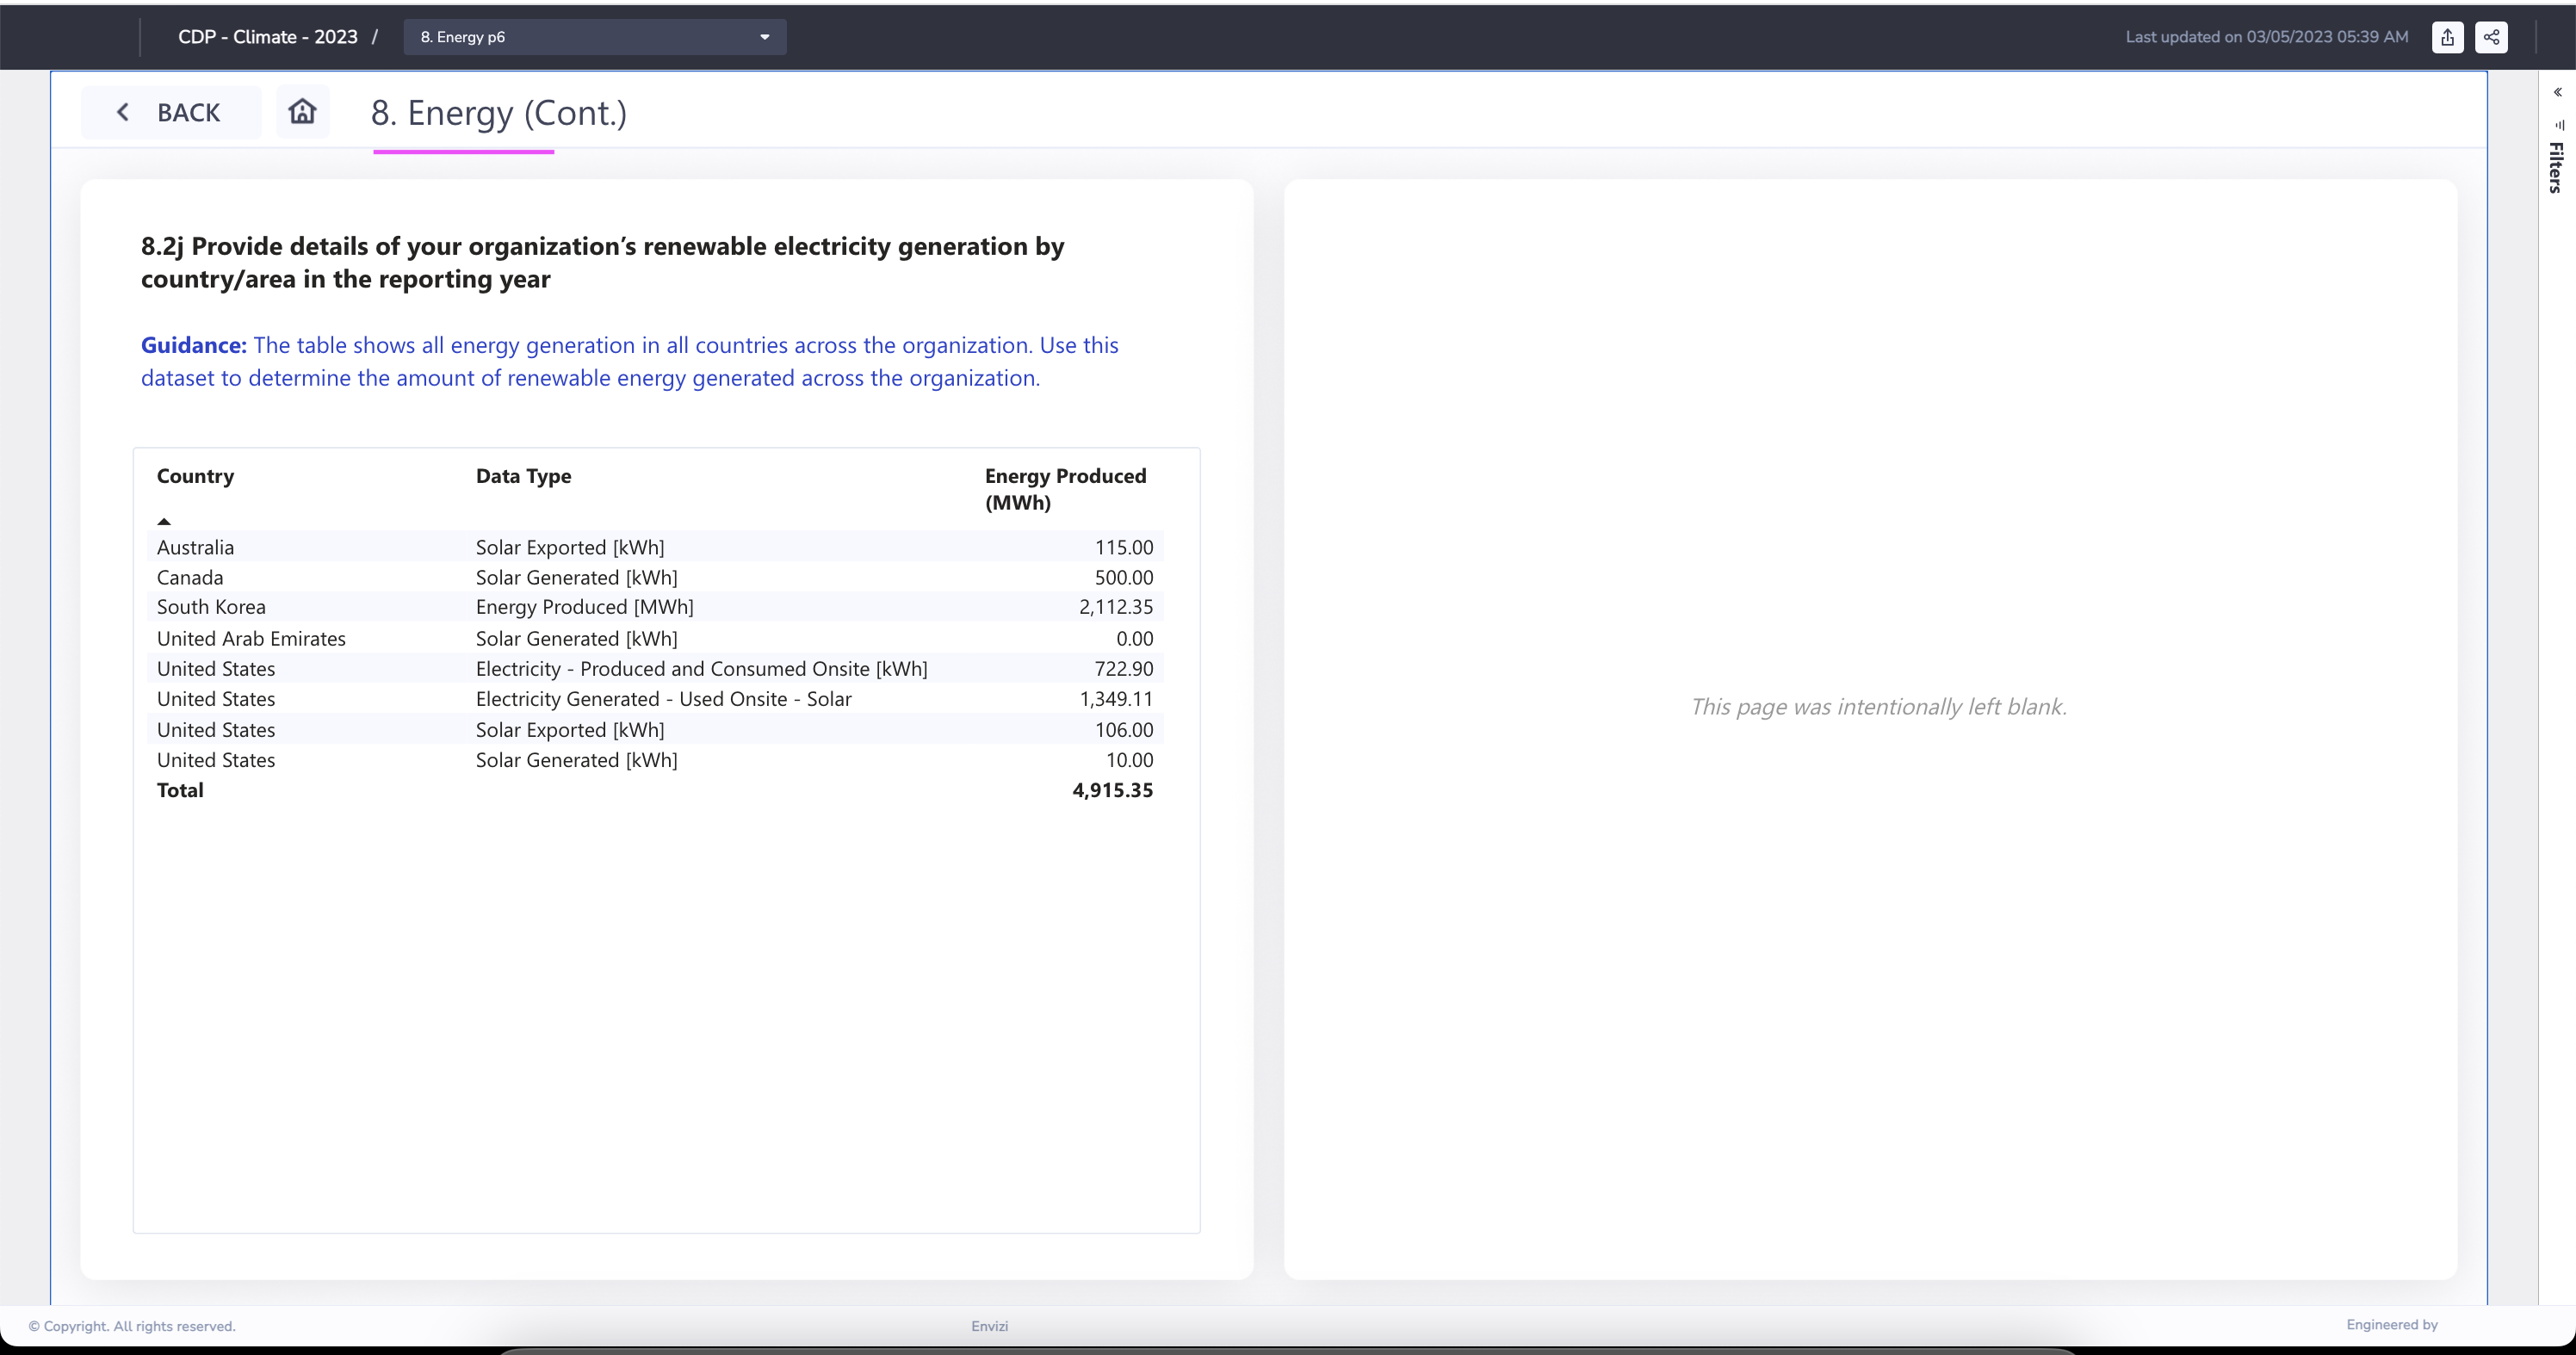 CDP - Climate - 2023 / 8. Energy p6 Last updated on 03/05/2023 05:39 AM
BACK 8. Energy (Cont.)
Filters
8.2j Provide details of your organization’s renewable electricity generation by
country/area in the reporting year
Guidance: The table shows all energy generation in all countries across the organization. Use this
dataset to determine the amount of renewable energy generated across the organization.
Country Data Type Energy Produced
(MWh)
Australia Solar Exported [kWh] 115.00
Canada Solar Generated [kWh] 500.00
South Korea Energy Produced [MWh] 2,112.35
United Arab Emirates Solar Generated [kWh] 0.00
United States Electricity - Produced and Consumed Onsite [kWh] 722.90
United States Electricity Generated - Used Onsite - Solar 1,349.11
United States Solar Exported [kWh] 106.00
United States Solar Generated [kWh] 10.00
Total 4,915.35
This page was intentionally left blank.
© Copyright. All rights reserved. Envizi Engineered by